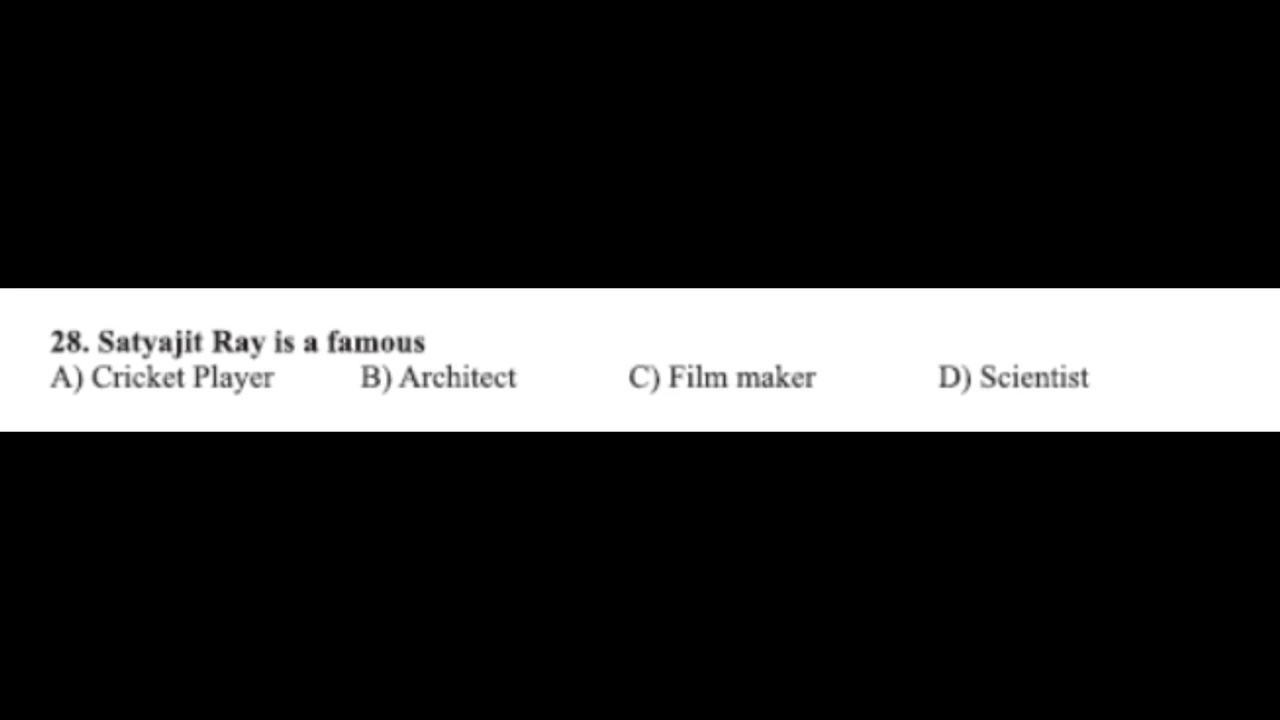 28. Satyajit Ray is a famous
A) Cricket Player B) Architect C) Film maker D) Scientist